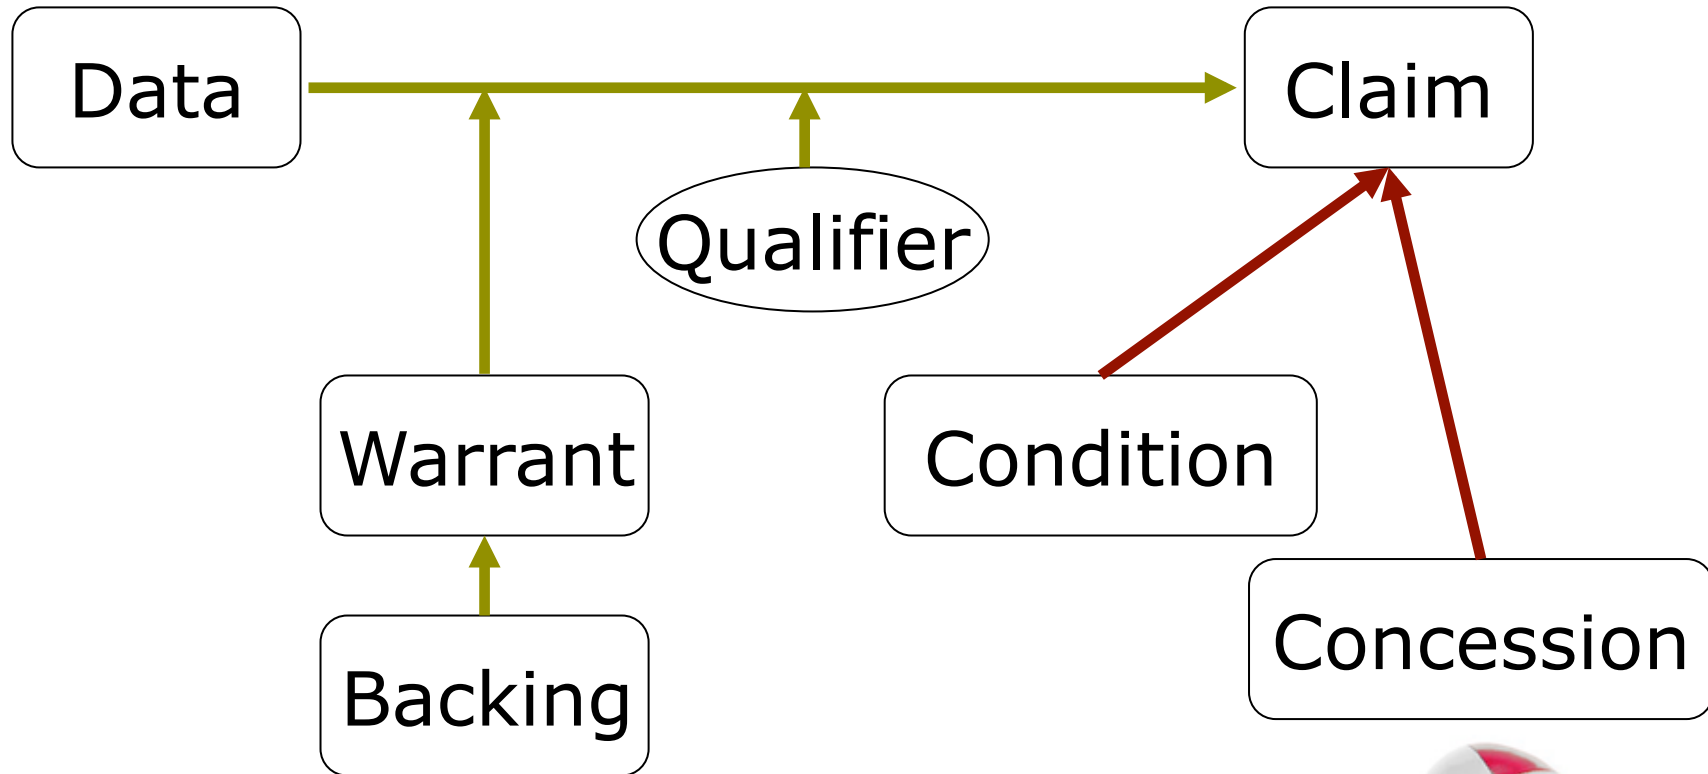 Data
Claim
Qualifier
Warrant
Condition
Concession
Backing